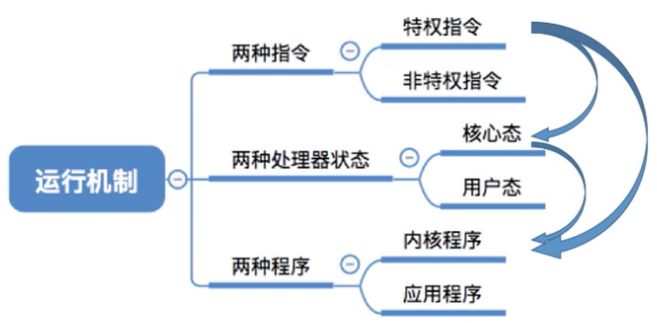 特权指令
两种指令
非特权指令
核心态
两种处理器状态
运行机制
用户态
内核程序
两种程序
应用程序